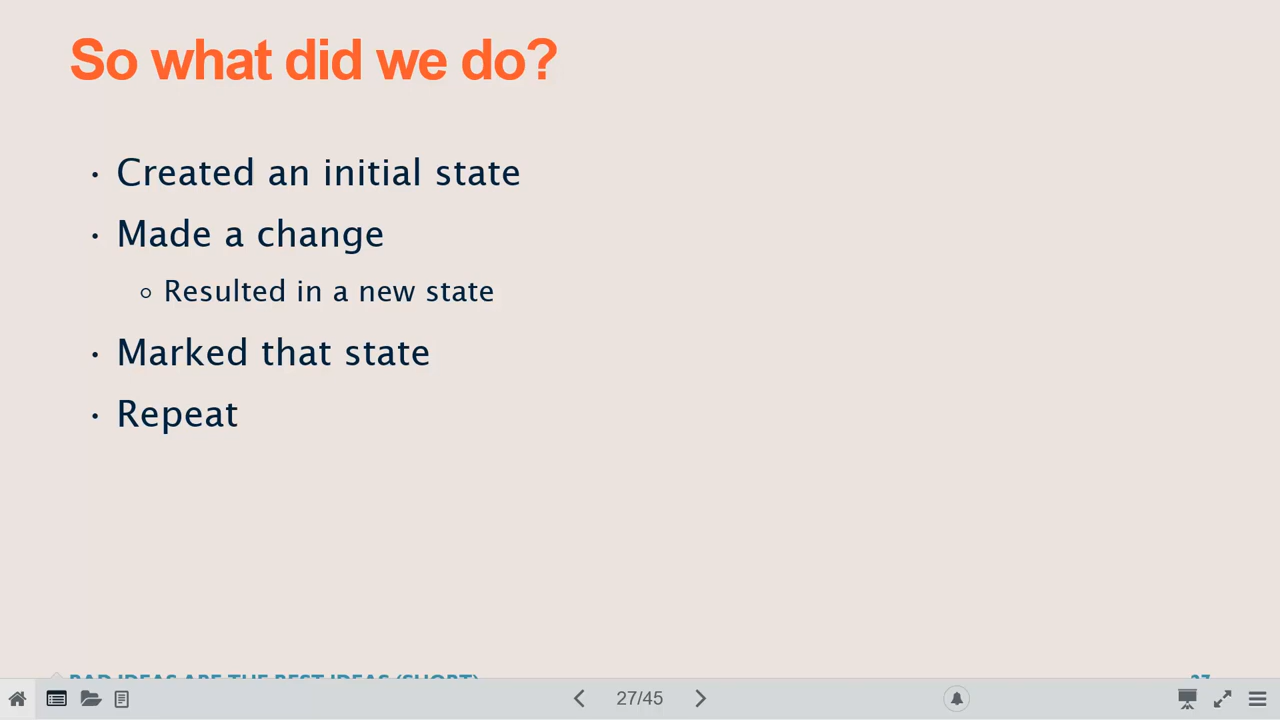 So what did we do?
· Created an initial state
· Made a change
○ Resulted in a new state
· Marked that state
· Repeat
BAD IDEAS ARE THE BEST IDEAS (SHORT)
27
27/45